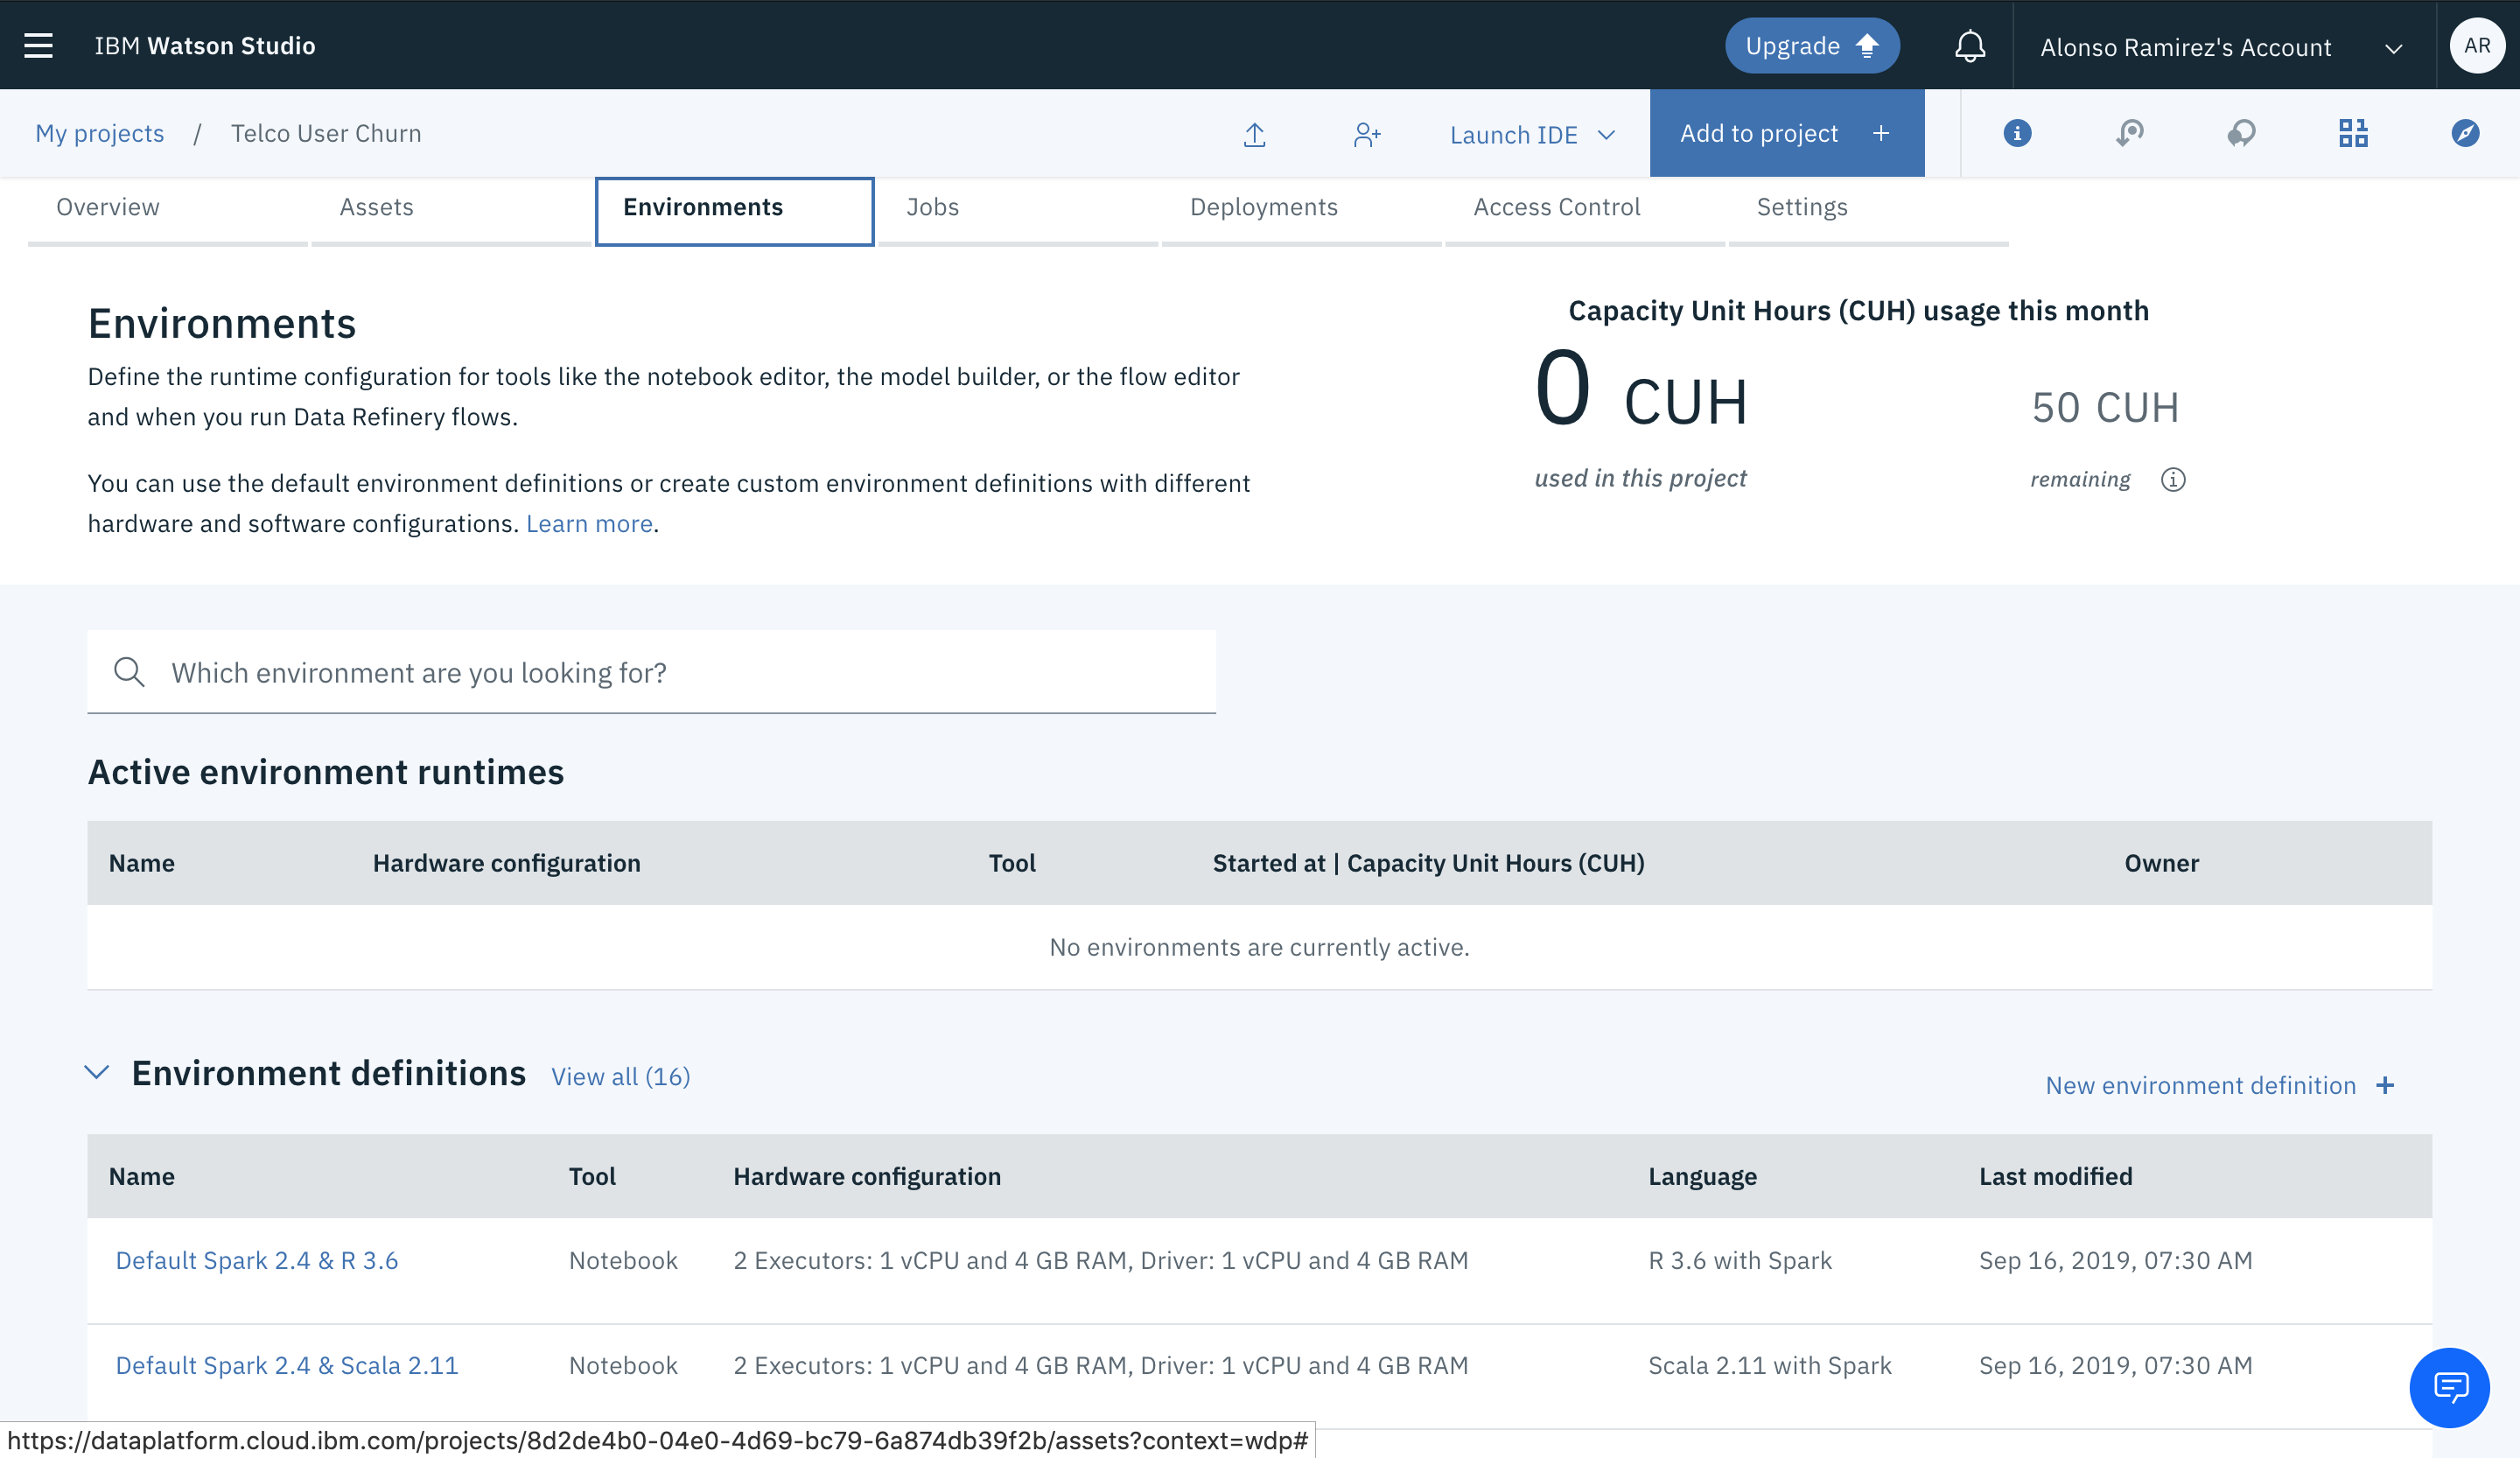 IBM Watson Studio
Upgrade
Alonso Ramirez's Account
AR
My projects / Telco User Churn
Launch IDE
Add to project +
Overview
Assets
Environments
Jobs
Deployments
Access Control
Settings
Environments
Define the runtime configuration for tools like the notebook editor, the model builder, or the flow editor
and when you run Data Refinery flows.
You can use the default environment definitions or create custom environment definitions with different
hardware and software configurations. Learn more.
Capacity Unit Hours (CUH) usage this month
0 CUH
used in this project
50 CUH
remaining
Which environment are you looking for?
Active environment runtimes
Name Hardware configuration Tool Started at | Capacity Unit Hours (CUH) Owner
No environments are currently active.
Environment definitions View all (16)
New environment definition +
Name Tool Hardware configuration Language Last modified
Default Spark 2.4 & R 3.6 Notebook 2 Executors: 1 vCPU and 4 GB RAM, Driver: 1 vCPU and 4 GB RAM R 3.6 with Spark Sep 16, 2019, 07:30 AM
Default Spark 2.4 & Scala 2.11 Notebook 2 Executors: 1 vCPU and 4 GB RAM, Driver: 1 vCPU and 4 GB RAM Scala 2.11 with Spark Sep 16, 2019, 07:30 AM
https://dataplatform.cloud.ibm.com/projects/8d2de4b0-04e0-4d69-bc79-6a874db39f2b/assets?context=wdp#